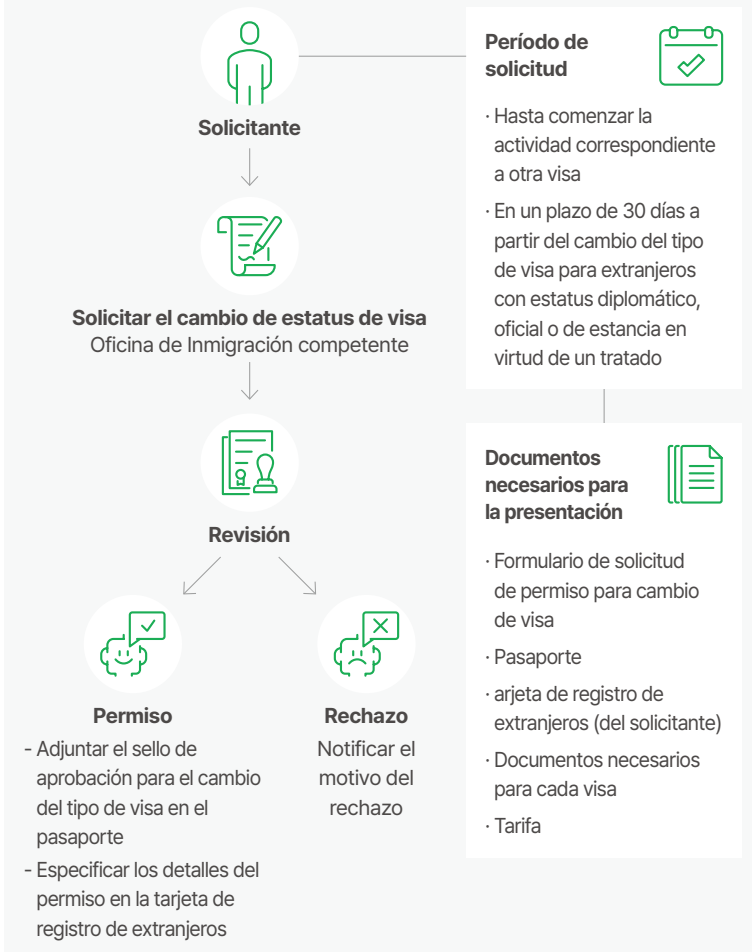 Solicitante
Solicitar el cambio de estatus de visa
Oficina de Inmigración competente
Revisión
Permiso
- Adjuntar el sello de
aprobación para el cambio
del tipo de visa en el
pasaporte
- Especificar los detalles del
permiso en la tarjeta de
registro de extranjeros
Rechazo
Notificar el
motivo del
rechazo
Período de
solicitud
· Hasta comenzar la
actividad correspondiente
a otra visa
· En un plazo de 30 días a
partir del cambio del tipo
de visa para extranjeros
con estatus diplomático,
oficial o de estancia en
virtud de un tratado
Documentos
necesarios para
la presentación
· Formulario de solicitud
de permiso para cambio
de visa
· Pasaporte
· arjeta de registro de
extranjeros (del solicitante)
· Documentos necesarios
para cada visa
· Tarifa